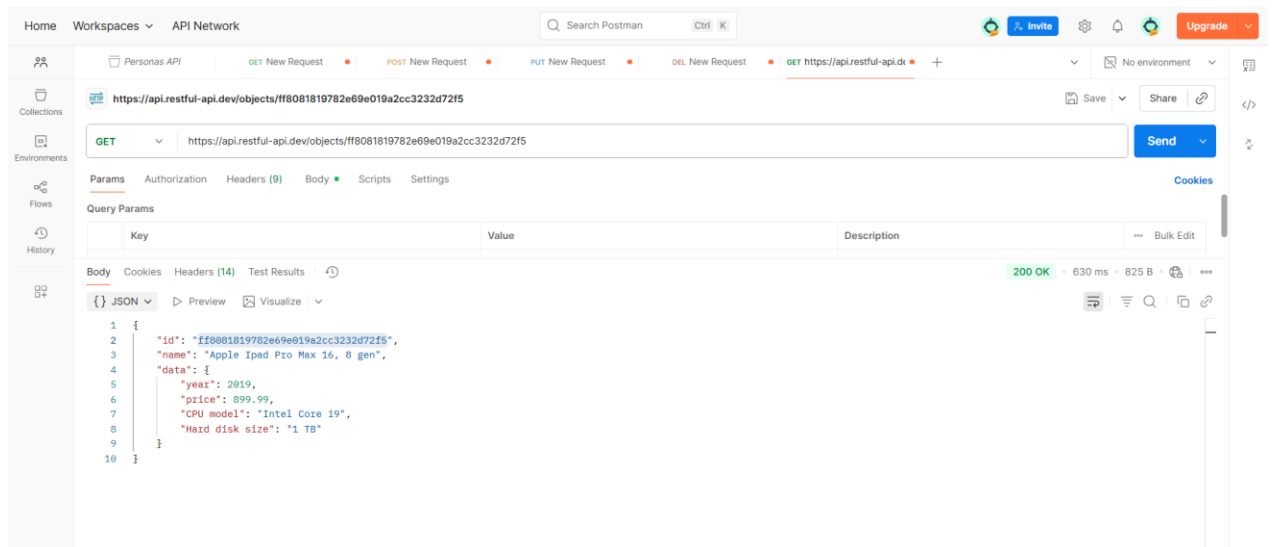 Home Workspaces API Network Search Postman Ctrl K Invite Upgrade
Personas API GET New Request POST New Request PUT New Request DEL New Request GET https://api.restful-api.de No environment
Collections
Environments
Flows
History
HTTP https://api.restful-api.dev/objects/ff8081819782e69e019a2cc3232d72f5 Save Share
GET https://api.restful-api.dev/objects/ff8081819782e69e019a2cc3232d72f5 Send
Params Authorization Headers (9) Body Scripts Settings Cookies
Query Params
Key Value Description Bulk Edit
Body Cookies Headers (14) Test Results 200 OK 630 ms 825 B
{} JSON Preview Visualize
1 {
2 "id": "ff8081819782e69e019a2cc3232d72f5",
3 "name": "Apple Ipad Pro Max 16, 8 gen",
4 "data": {
5 "year": 2019,
6 "price": 899.99,
7 "CPU model": "Intel Core i9",
8 "Hard disk size": "1 TB"
9 }
10 }